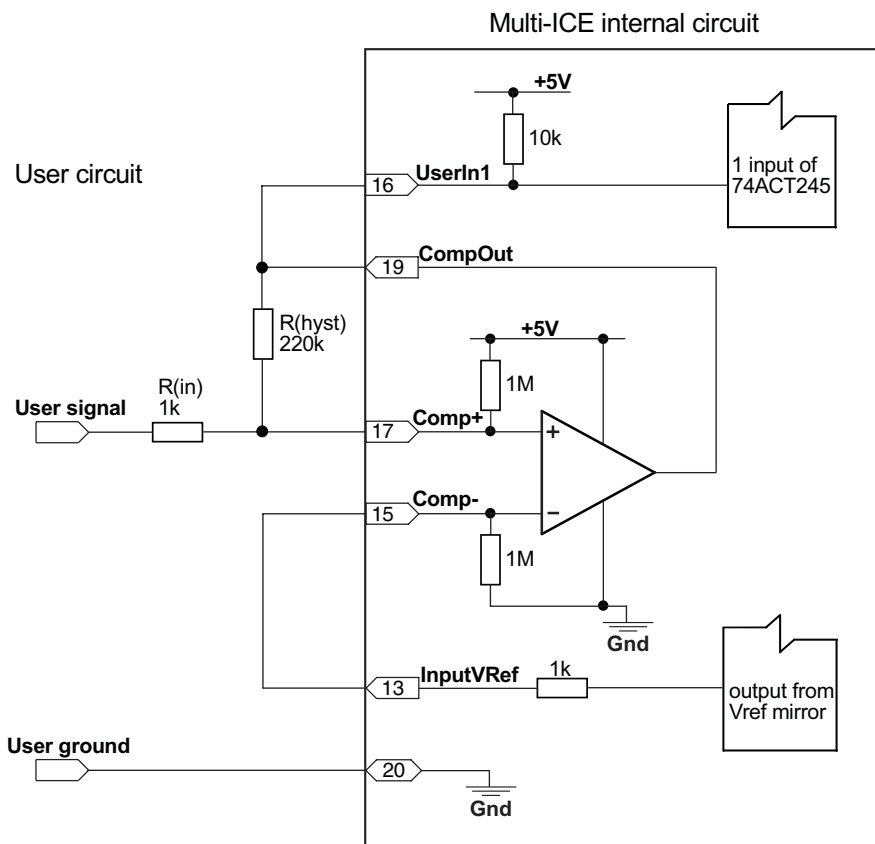 Multi-ICE internal circuit
+5V
10k
1 input of
74ACT245
User circuit
16
UserIn1
19
CompOut
R(hyst)
220k
+5V
1M
R(in)
1k
User signal
17
Comp+
+
15
Comp-
−
1M
Gnd
13
InputVRef
1k
output from
Vref mirror
User ground
20
Gnd